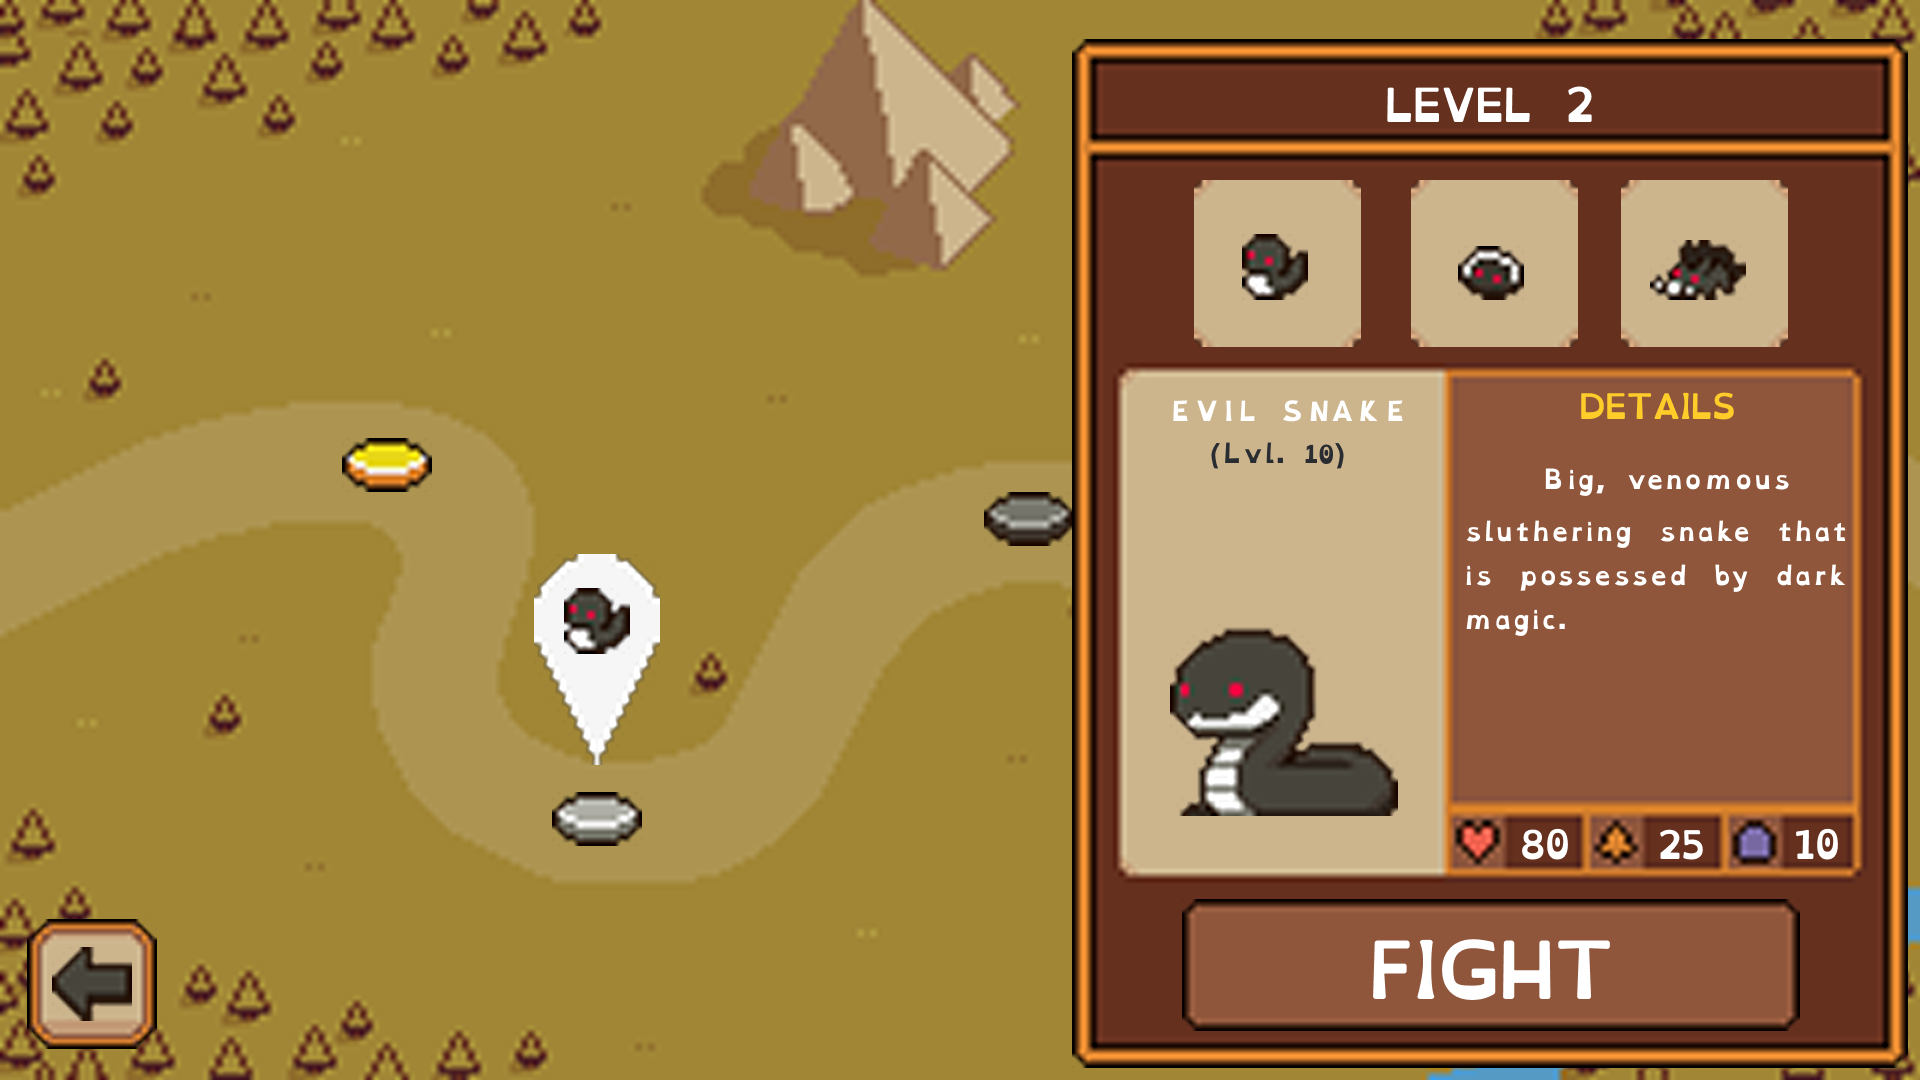 LEVEL 2
EVIL SNAKE
(Lvl. 10)
DETAILS
Big, venomous
sluthering snake that
is possessed by dark
magic.
80 25 10
FIGHT